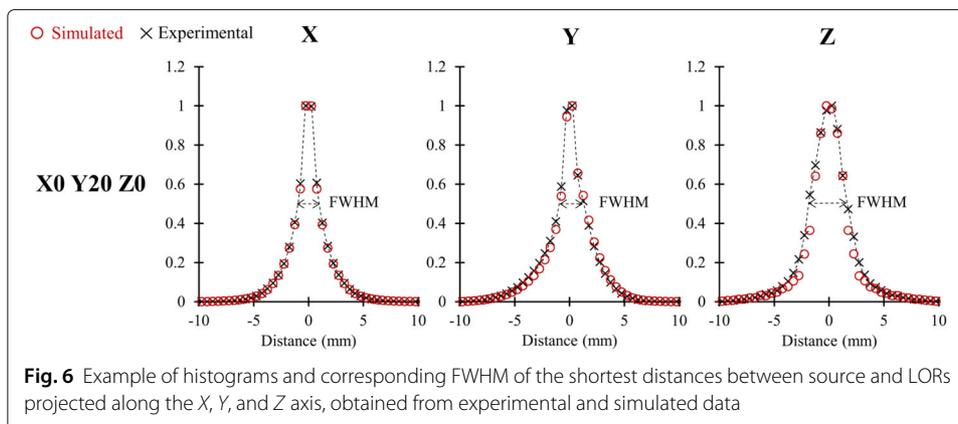 ○ Simulated × Experimental
X
Y
Z
1.2
1
0.8
0.6
0.4
0.2
0
FWHM
-10 -5 0 5 10
Distance (mm)
1.2
1
0.8
0.6
0.4
0.2
0
FWHM
-10 -5 0 5 10
Distance (mm)
1.2
1
0.8
0.6
0.4
0.2
0
FWHM
-10 -5 0 5 10
Distance (mm)
X0 Y20 Z0
Fig. 6 Example of histograms and corresponding FWHM of the shortest distances between source and LORs
projected along the X, Y, and Z axis, obtained from experimental and simulated data